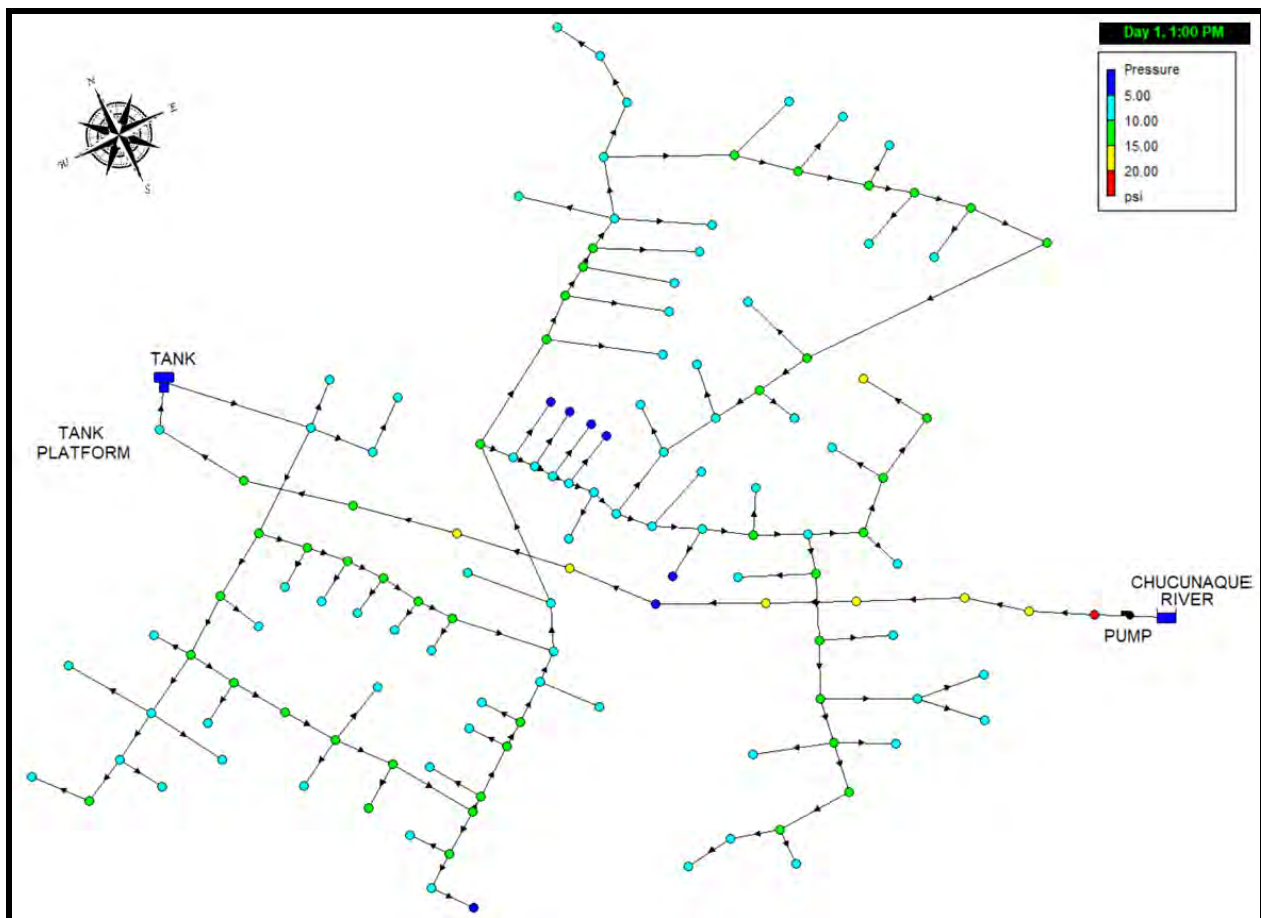 Day 1, 1:00 PM
Pressure
5.00
10.00
15.00
20.00
psi
N
E
W
S
TANK
TANK
PLATFORM
CHUCUNAQUE
RIVER
PUMP